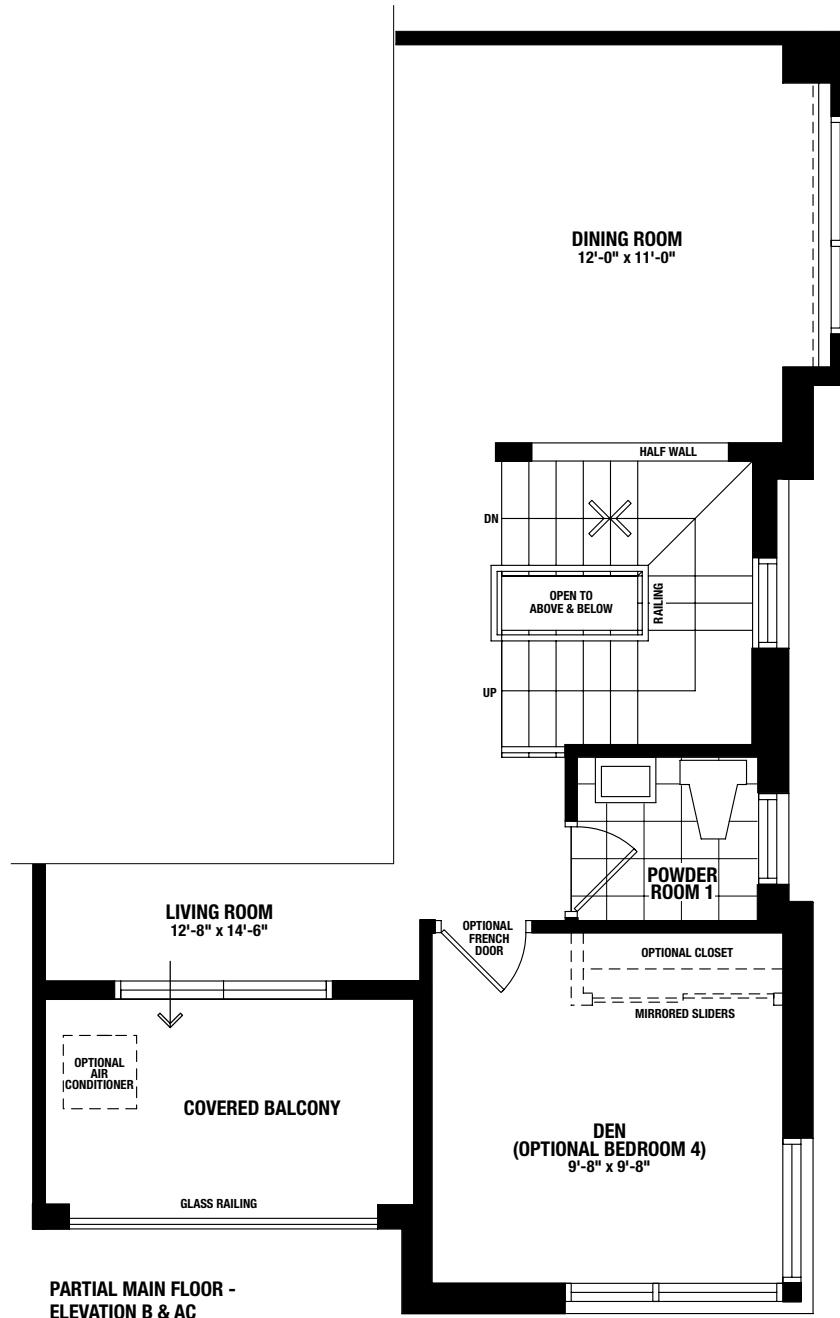 DINING ROOM
12'-0" x 11'-0"
HALF WALL
DN
OPEN TO
ABOVE & BELOW
RAILING
UP
POWDER
ROOM 1
LIVING ROOM
12'-8" x 14'-6"
OPTIONAL
FRENCH
DOOR
OPTIONAL CLOSET
MIRRORED SLIDERS
OPTIONAL
AIR
CONDITIONER
COVERED BALCONY
DEN
(OPTIONAL BEDROOM 4)
9'-8" x 9'-8"
GLASS RAILING
PARTIAL MAIN FLOOR -
ELEVATION B & AC